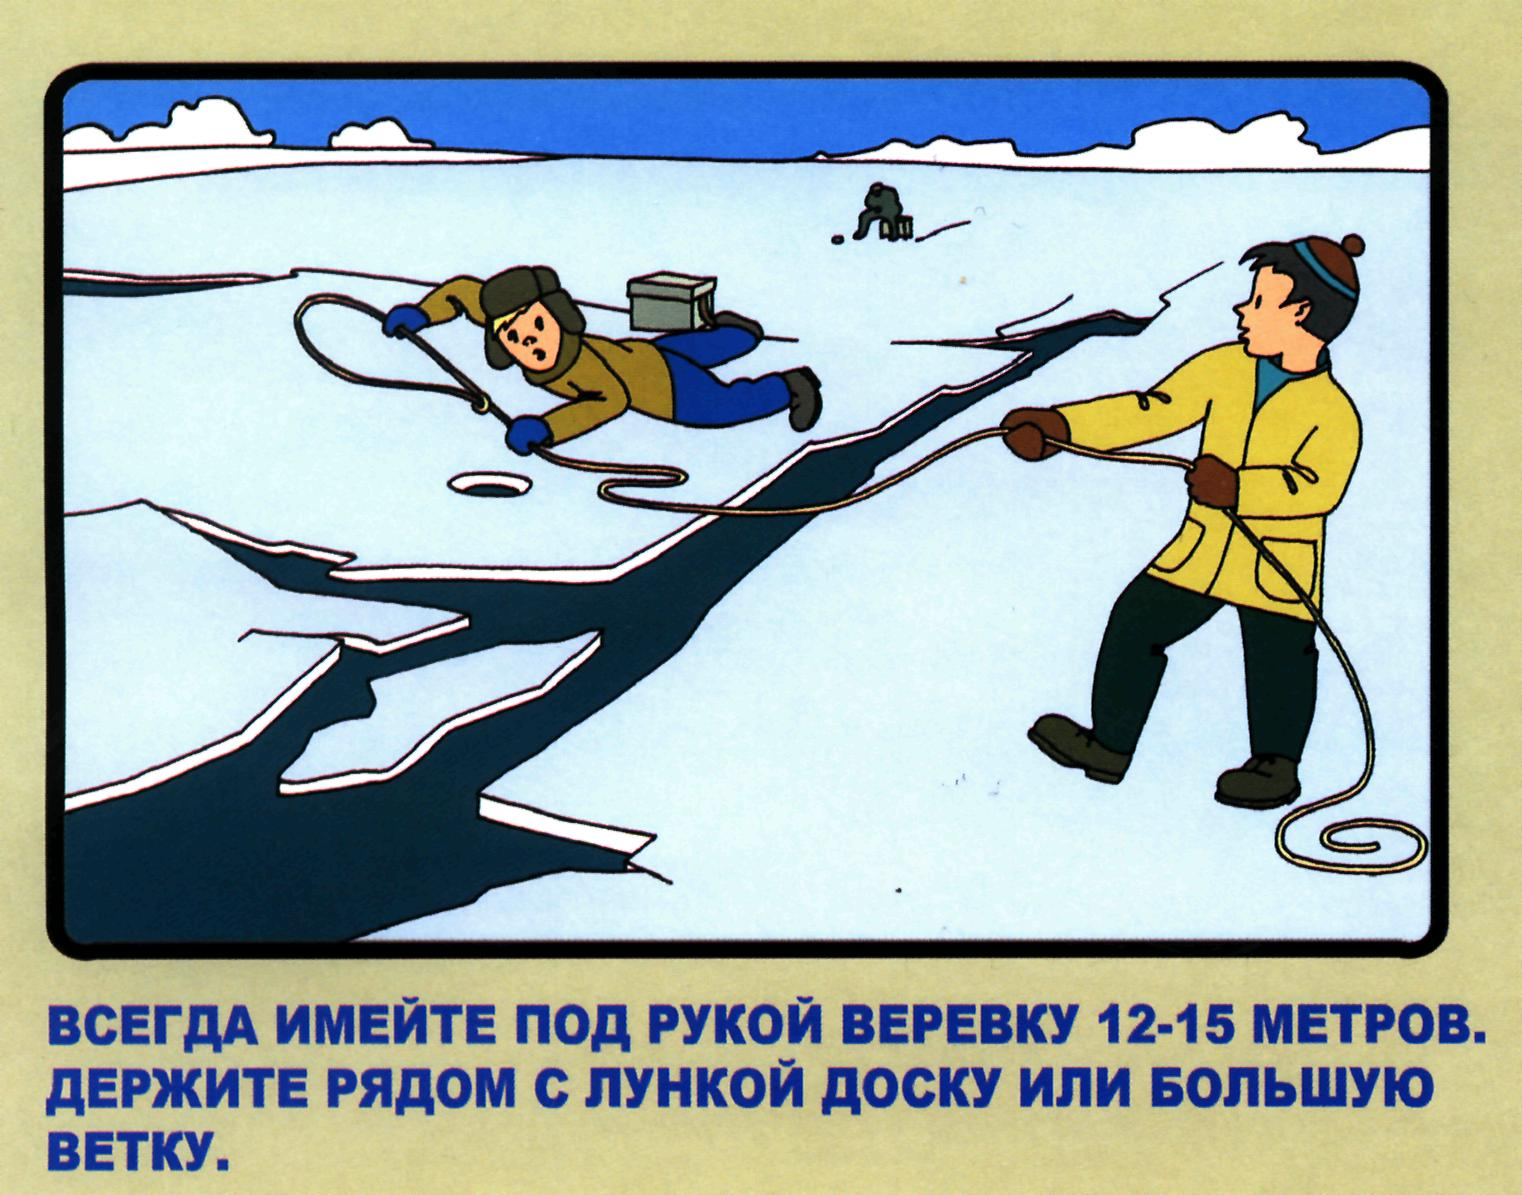 ВСЕГДА ИМЕЙТЕ ПОД РУКОЙ ВЕРЕВКУ 12-15 МЕТРОВ.
ДЕРЖИТЕ РЯДОМ С ЛУНКОЙ ДОСКУ ИЛИ БОЛЬШУЮ
ВЕТКУ.